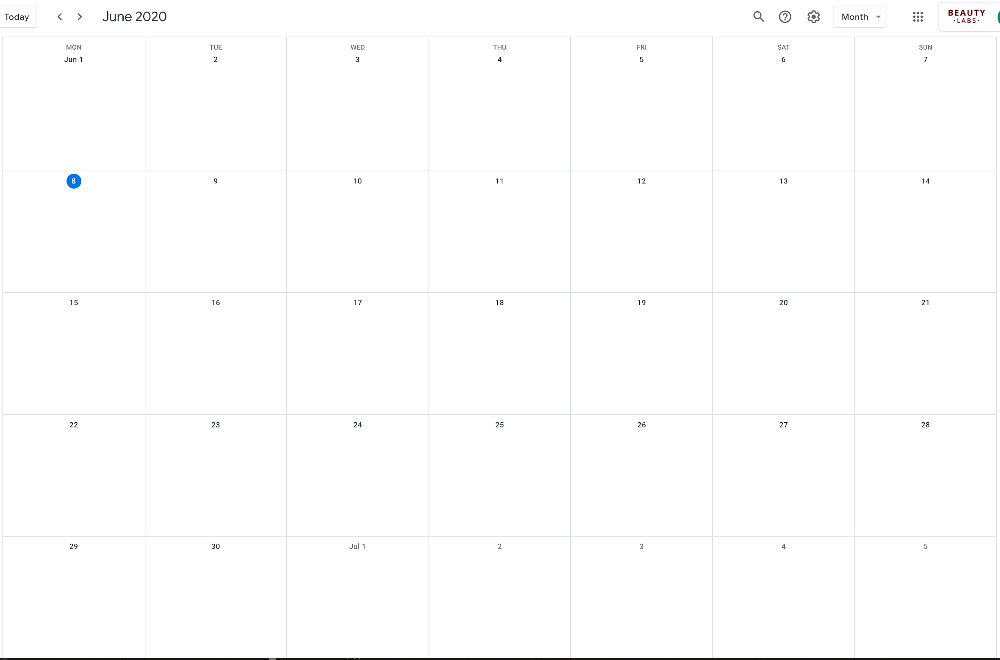 Today June 2020 Month BEAUTY
·LABS·
MON TUE WED THU FRI SAT SUN
Jun 1 2 3 4 5 6 7
8 9 10 11 12 13 14
15 16 17 18 19 20 21
22 23 24 25 26 27 28
29 30 Jul 1 2 3 4 5